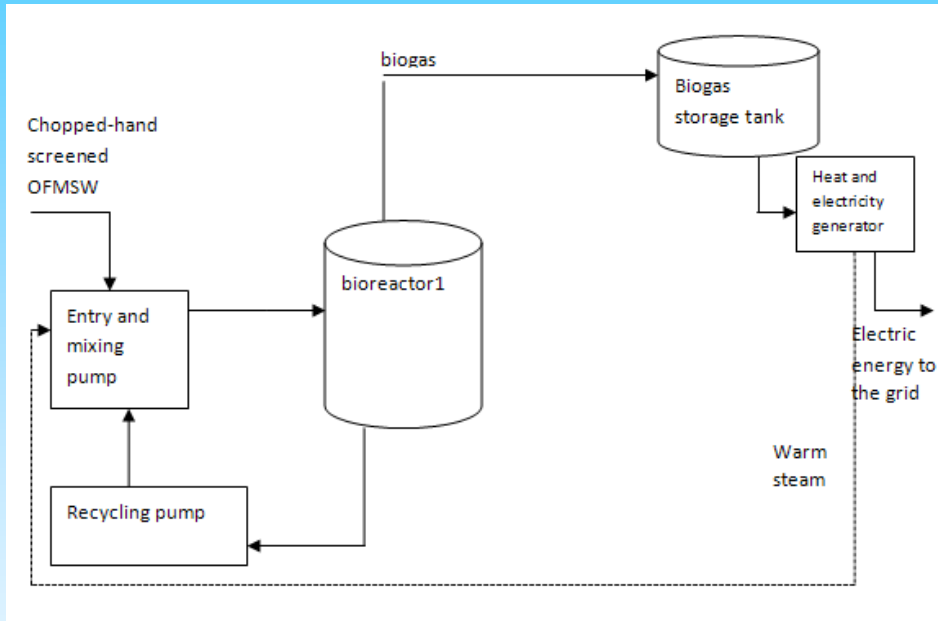 biogas
Biogas
storage tank
Chopped-hand
screened
OFMSW
Heat and
electricity
generator
bioreactor1
Entry and
mixing
pump
Electric
energy to
the grid
Warm
steam
Recycling pump